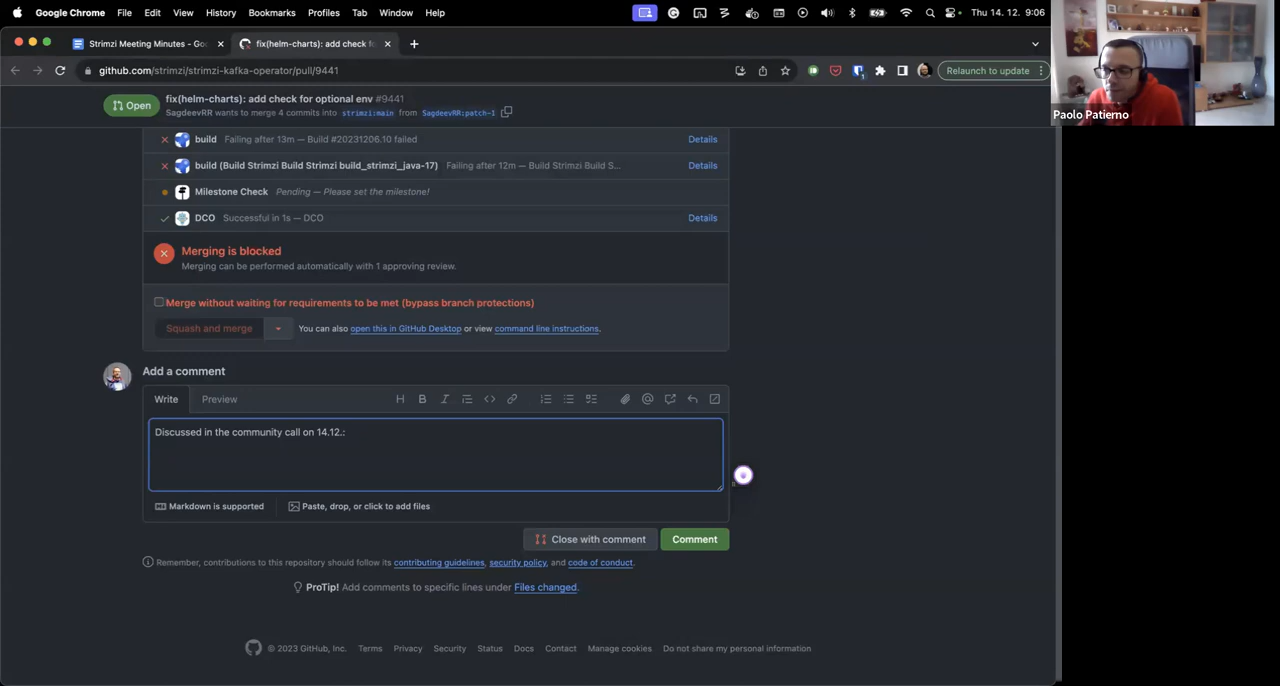 Google Chrome File Edit View History Bookmarks Profiles Tab Window Help Thu 14. 12. 9:06
Strimzi Meeting Minutes - Go
fix(helm-charts): add check fo
github.com/strimzi/strimzi-kafka-operator/pull/9441
Relaunch to update
Paolo Patierno
Open
fix(helm-charts): add check for optional env #9441
SagdeevRR wants to merge 4 commits into strimzi:main from SagdeevRR:patch-1
build Failing after 13m — Build #20231206.10 failed Details
build (Build Strimzi Build Strimzi build_strimzi_java-17) Failing after 12m — Build Strimzi Build S... Details
Milestone Check Pending — Please set the milestone!
DCO Successful in 1s — DCO Details
Merging is blocked
Merging can be performed automatically with 1 approving review.
Merge without waiting for requirements to be met (bypass branch protections)
Squash and merge You can also open this in GitHub Desktop or view command line instructions.
Add a comment
Write Preview
Discussed in the community call on 14.12.:
Markdown is supported Paste, drop, or click to add files
Close with comment Comment
Remember, contributions to this repository should follow its contributing guidelines, security policy, and code of conduct.
ProTip! Add comments to specific lines under Files changed.
© 2023 GitHub, Inc. Terms Privacy Security Status Docs Contact Manage cookies Do not share my personal information